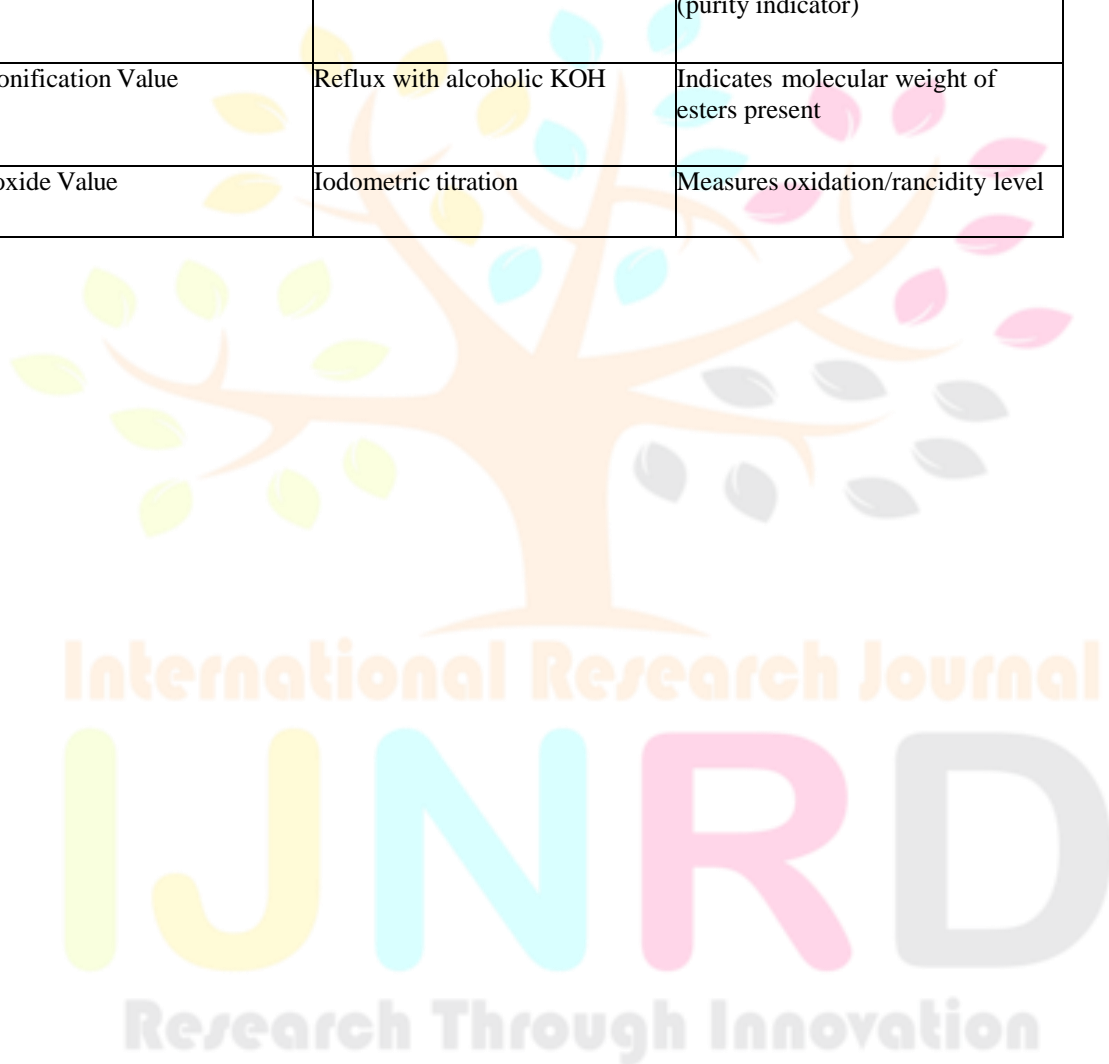 (purity indicator)
onification Value
Reflux with alcoholic KOH
Indicates molecular weight of
esters present
oxide Value
Iodometric titration
Measures oxidation/rancidity level
International Research Journal
IJNRD
Research Through Innovation